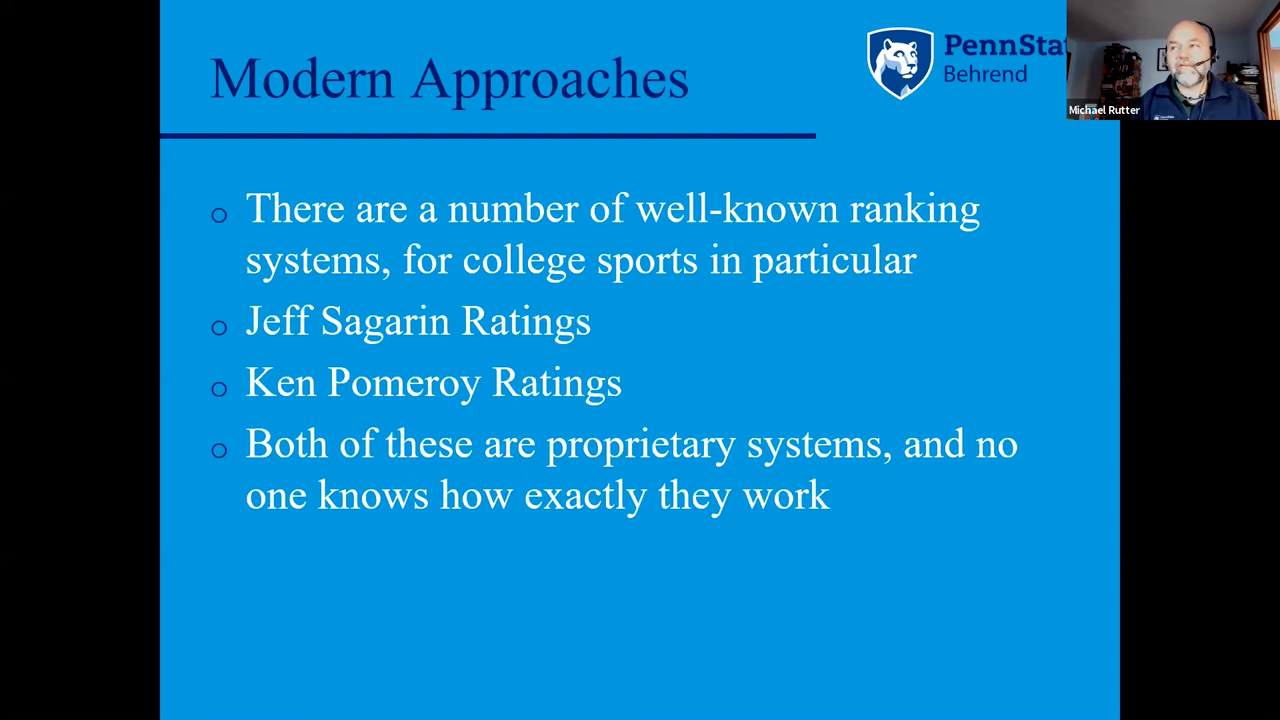 Modern Approaches
PennSta
Behrend
Michael Rutter
There are a number of well-known ranking
systems, for college sports in particular
Jeff Sagarin Ratings
Ken Pomeroy Ratings
Both of these are proprietary systems, and no
one knows how exactly they work